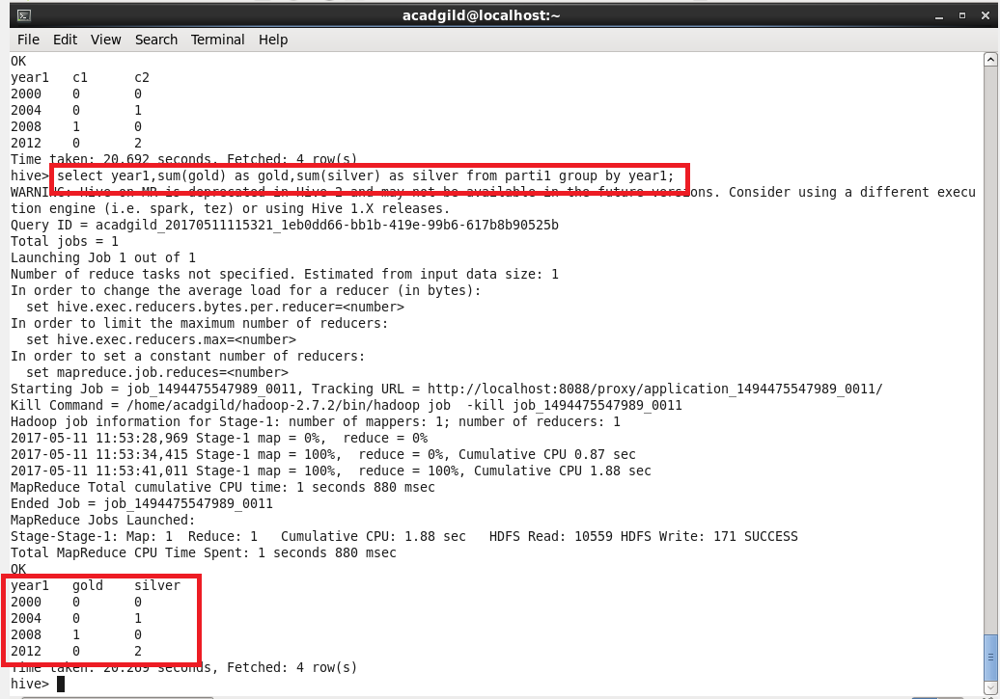 acadgild@localhost:~
File Edit View Search Terminal Help
OK
year1 c1 c2
2000 0 0
2004 0 1
2008 1 0
2012 0 2
Time taken: 20.692 seconds, Fetched: 4 row(s)
hive> select year1,sum(gold) as gold,sum(silver) as silver from parti1 group by year1;
WARNING: Hive-on-MR is deprecated in Hive 2 and may not be available in the future versions. Consider using a different execu
tion engine (i.e. spark, tez) or using Hive 1.X releases.
Query ID = acadgild_20170511115321_1eb0dd66-bb1b-419e-99b6-617b8b90525b
Total jobs = 1
Launching Job 1 out of 1
Number of reduce tasks not specified. Estimated from input data size: 1
In order to change the average load for a reducer (in bytes):
  set hive.exec.reducers.bytes.per.reducer=<number>
In order to limit the maximum number of reducers:
  set hive.exec.reducers.max=<number>
In order to set a constant number of reducers:
  set mapreduce.job.reduces=<number>
Starting Job = job_1494475547989_0011, Tracking URL = http://localhost:8088/proxy/application_1494475547989_0011/
Kill Command = /home/acadgild/hadoop-2.7.2/bin/hadoop job  -kill job_1494475547989_0011
Hadoop job information for Stage-1: number of mappers: 1; number of reducers: 1
2017-05-11 11:53:28,969 Stage-1 map = 0%,  reduce = 0%
2017-05-11 11:53:34,415 Stage-1 map = 100%,  reduce = 0%, Cumulative CPU 0.87 sec
2017-05-11 11:53:41,011 Stage-1 map = 100%,  reduce = 100%, Cumulative CPU 1.88 sec
MapReduce Total cumulative CPU time: 1 seconds 880 msec
Ended Job = job_1494475547989_0011
MapReduce Jobs Launched:
Stage-Stage-1: Map: 1  Reduce: 1   Cumulative CPU: 1.88 sec   HDFS Read: 10559 HDFS Write: 171 SUCCESS
Total MapReduce CPU Time Spent: 1 seconds 880 msec
OK
year1 gold silver
2000 0 0
2004 0 1
2008 1 0
2012 0 2
Time taken: 20.269 seconds, Fetched: 4 row(s)
hive>